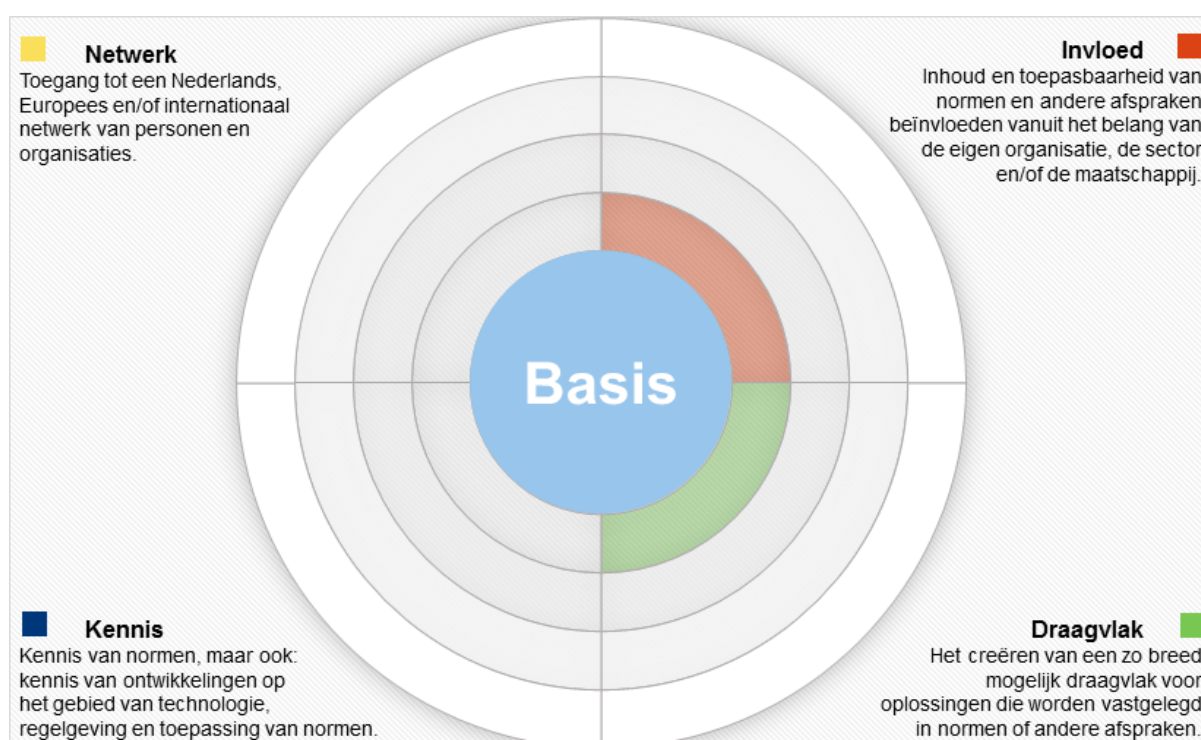 Netwerk
Toegang tot een Nederlands,
Europees en/of internationaal
netwerk van personen en
organisaties.
Invloed
Inhoud en toepasbaarheid van
normen en andere afspraken
beïnvloeden vanuit het belang van
de eigen organisatie, de sector
en/of de maatschappij.
Basis
Kennis
Kennis van normen, maar ook:
kennis van ontwikkelingen op
het gebied van technologie,
regelgeving en toepassing van normen.
Draagvlak
Het creëren van een zo breed
mogelijk draagvlak voor
oplossingen die worden vastgelegd
in normen of andere afspraken.